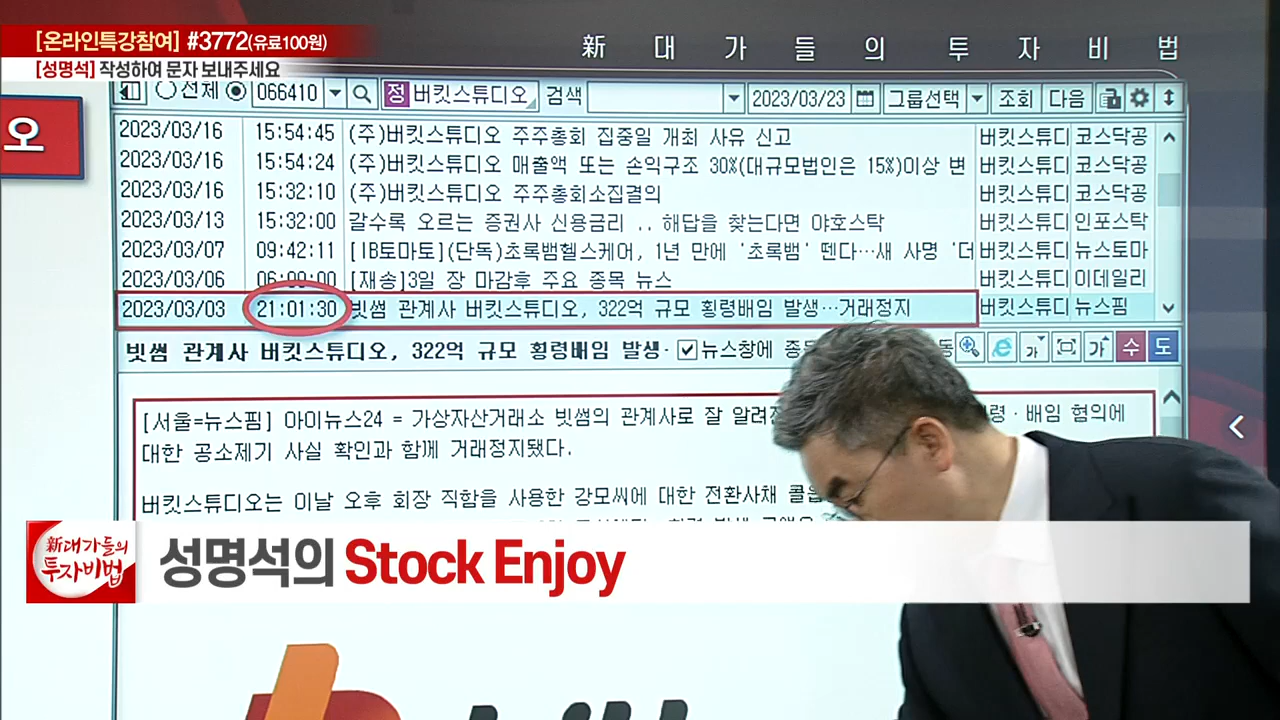 [온라인특강참여] #3772(유료100원)
[성명석] 작성하여 문자 보내주세요
新 대 가 들 의 투 자 비 법
오
전체 066410 정 버킷스튜디오 검색 2023/03/23 그룹선택 조회 다음
2023/03/16 15:54:45 (주)버킷스튜디오 주주총회 집중일 개최 사유 신고 버킷스튜디 코스닥공
2023/03/16 15:54:24 (주)버킷스튜디오 매출액 또는 손익구조 30%(대규모법인은 15%)이상 변 버킷스튜디 코스닥공
2023/03/16 15:32:10 (주)버킷스튜디오 주주총회소집결의 버킷스튜디 코스닥공
2023/03/13 15:32:00 갈수록 오르는 증권사 신용금리 .. 해답을 찾는다면 야호스탁 버킷스튜디 인포스탁
2023/03/07 09:42:11 [IB토마토](단독)초록뱀헬스케어, 1년 만에 '초록뱀' 뗀다…새 사명 '더 버킷스튜디 뉴스토마
2023/03/06 06:00:00 [재송]3일 장 마감후 주요 종목 뉴스 버킷스튜디 이데일리
2023/03/03 21:01:30 빗썸 관계사 버킷스튜디오, 322억 규모 횡령배임 발생…거래정지 버킷스튜디 뉴스핌
빗썸 관계사 버킷스튜디오, 322억 규모 횡령배임 발생· 뉴스창에 종 동 가 가 수 도
[서울=뉴스핌] 아이뉴스24 = 가상자산거래소 빗썸의 관계사로 잘 알려 령·배임 혐의에
대한 공소제기 사실 확인과 함께 거래정지됐다.
버킷스튜디오는 이날 오후 회장 직함을 사용한 강모씨에 대한 전환사채 콜
新대가들의
투자비법
성명석의 Stock Enjoy